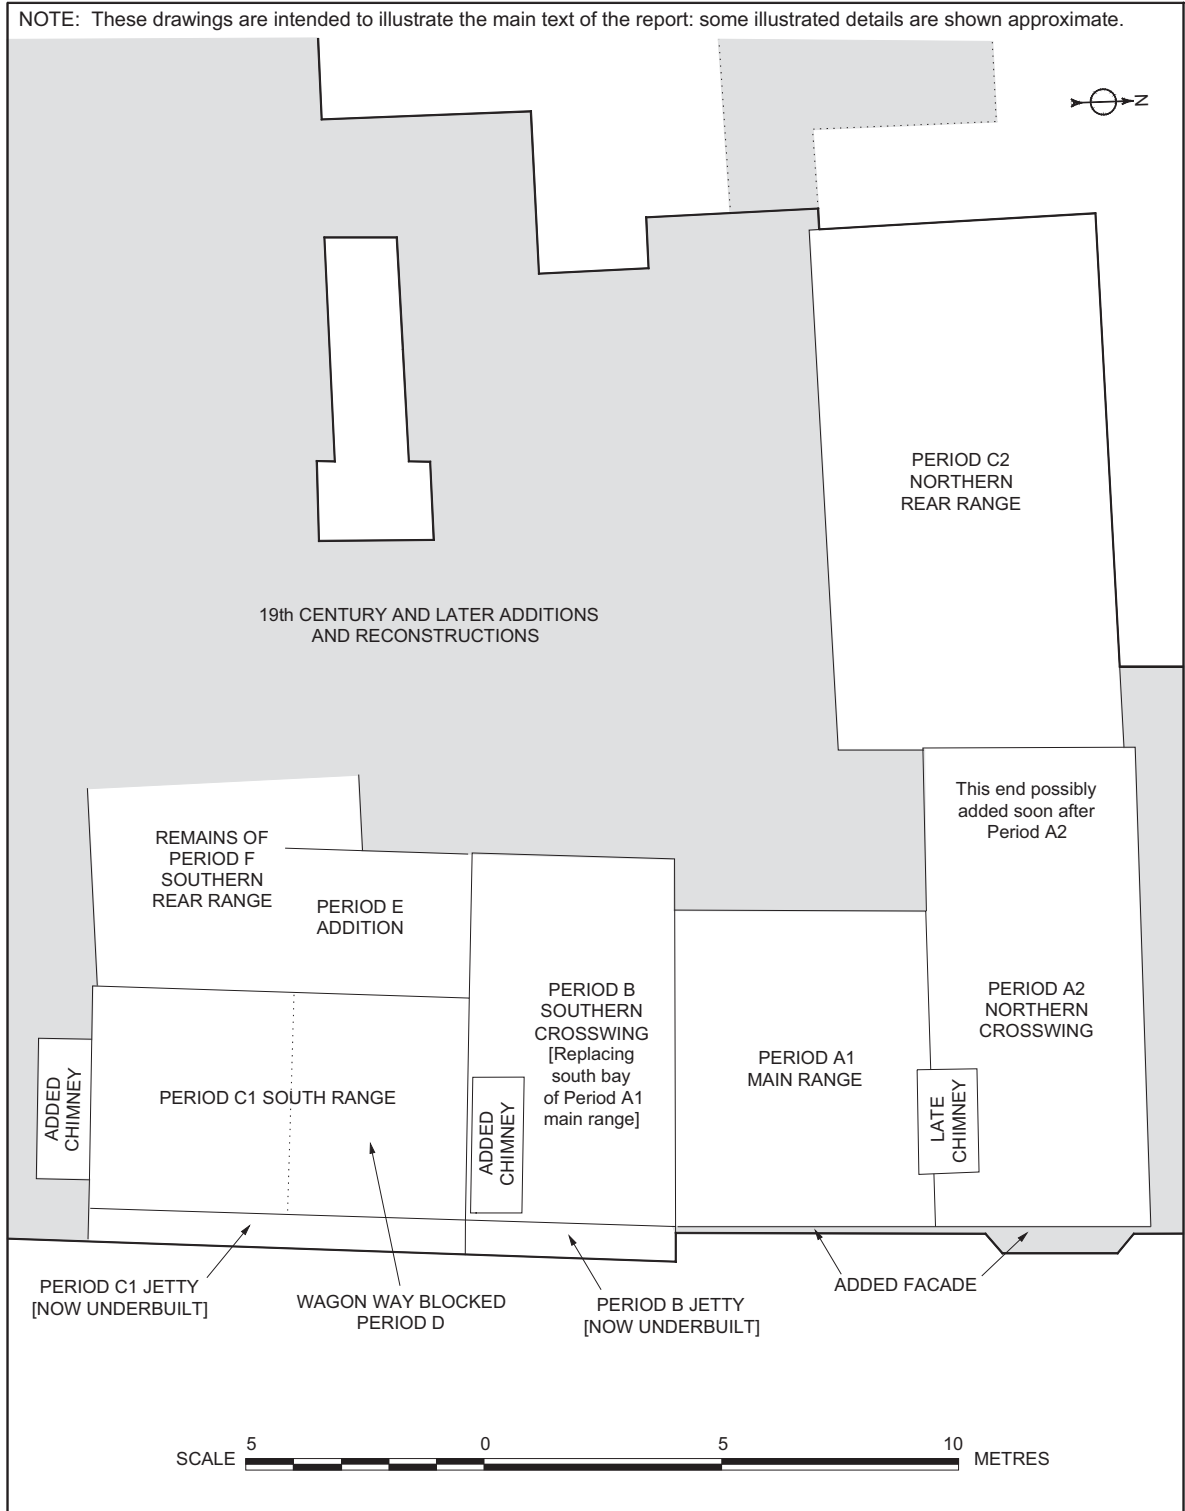 NOTE: These drawings are intended to illustrate the main text of the report: some illustrated details are shown approximate.
N
PERIOD C2
NORTHERN
REAR RANGE
19th CENTURY AND LATER ADDITIONS
AND RECONSTRUCTIONS
This end possibly
added soon after
Period A2
REMAINS OF
PERIOD F
SOUTHERN
REAR RANGE
PERIOD E
ADDITION
PERIOD B
SOUTHERN
CROSSWING
[Replacing
south bay
of Period A1
main range]
PERIOD A2
NORTHERN
CROSSWING
PERIOD A1
MAIN RANGE
ADDED
CHIMNEY
PERIOD C1 SOUTH RANGE
ADDED
CHIMNEY
LATE
CHIMNEY
PERIOD C1 JETTY
[NOW UNDERBUILT]
WAGON WAY BLOCKED
PERIOD D
PERIOD B JETTY
[NOW UNDERBUILT]
ADDED FACADE
5 0 5 10
SCALE METRES